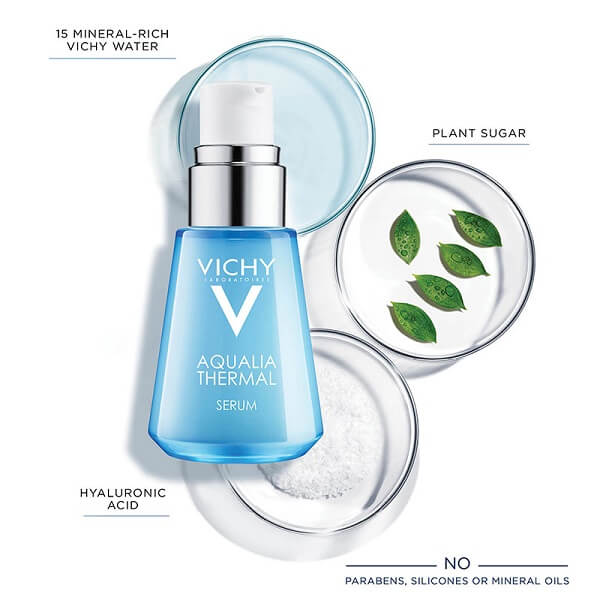 15 MINERAL-RICH
VICHY WATER
PLANT SUGAR
VICHY
LABORATOIRES
V
AQUALIA
THERMAL
SERUM
HYALURONIC
ACID
NO
PARABENS, SILICONES OR MINERAL OILS